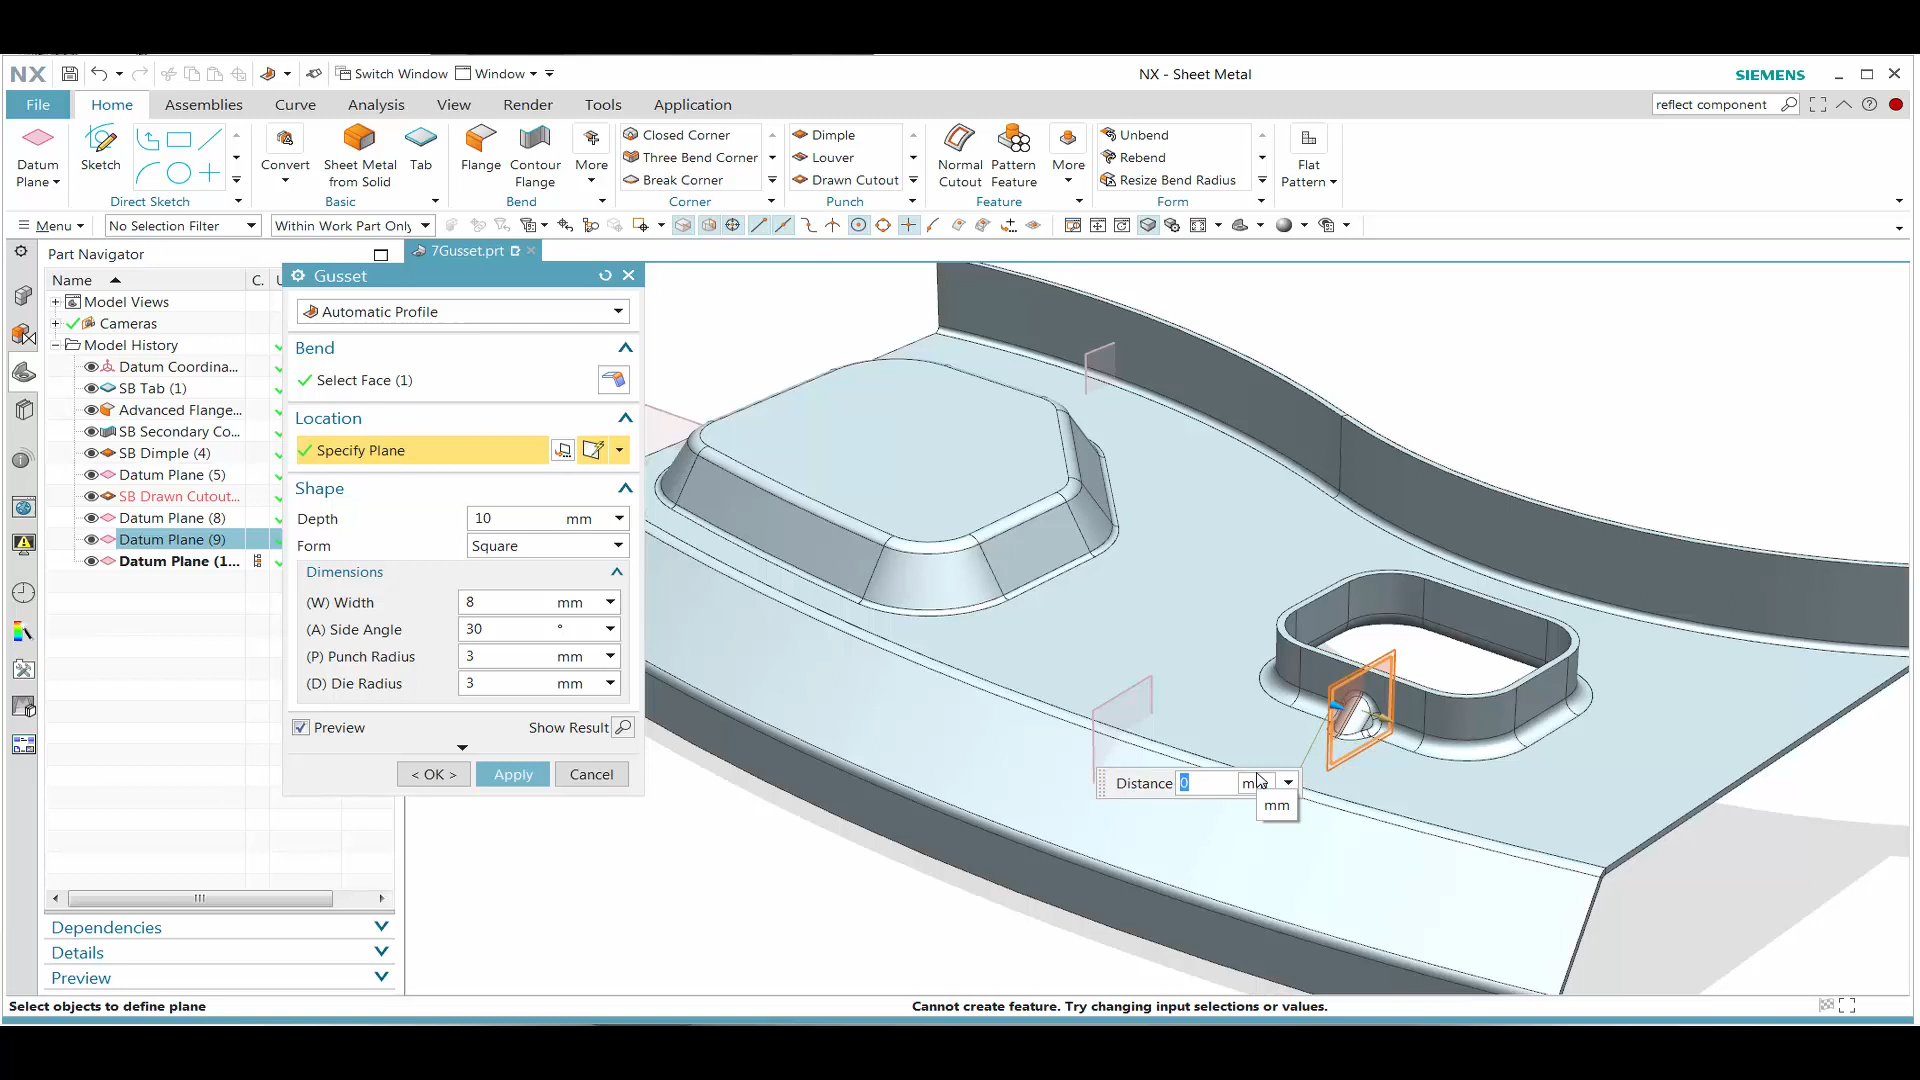 NX
Switch Window
Window
NX - Sheet Metal
SIEMENS
File
Home
Assemblies
Curve
Analysis
View
Render
Tools
Application
reflect component
Datum
Plane
Sketch
Direct Sketch
Convert
Sheet Metal
from Solid
Tab
Basic
Flange
Contour
Flange
More
Bend
Closed Corner
Three Bend Corner
Break Corner
Corner
Dimple
Louver
Drawn Cutout
Punch
Normal
Cutout
Pattern
Feature
More
Feature
Unbend
Rebend
Resize Bend Radius
Form
Flat
Pattern
Menu
No Selection Filter
Within Work Part Only
Part Navigator
7Gusset.prt
Name
C.
Model Views
Cameras
Model History
Datum Coordina...
SB Tab (1)
Advanced Flange...
SB Secondary Co...
SB Dimple (4)
Datum Plane (5)
SB Drawn Cutout...
Datum Plane (8)
Datum Plane (9)
Datum Plane (1...
Dependencies
Details
Preview
Gusset
Automatic Profile
Bend
Select Face (1)
Location
Specify Plane
Shape
Depth
10 mm
Form
Square
Dimensions
(W) Width
8 mm
(A) Side Angle
30 °
(P) Punch Radius
3 mm
(D) Die Radius
3 mm
Preview
Show Result
< OK >
Apply
Cancel
Distance 0
mm
Select objects to define plane
Cannot create feature. Try changing input selections or values.